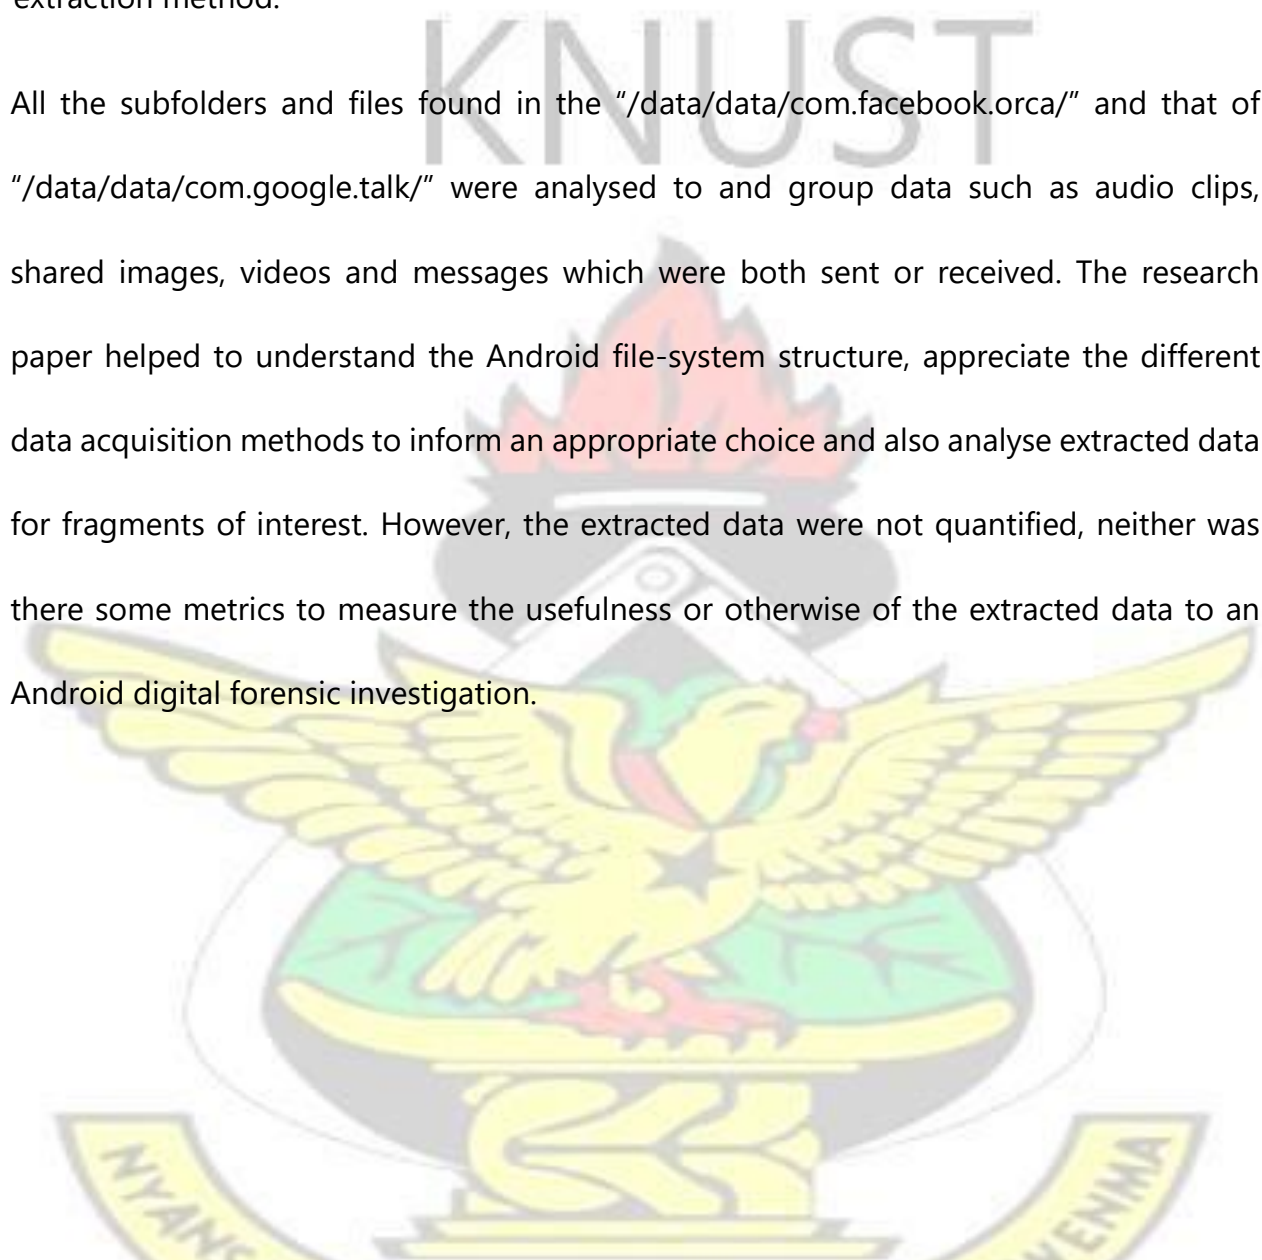 extraction method.
KNUST
All the subfolders and files found in the “/data/data/com.facebook.orca/” and that of
“/data/data/com.google.talk/” were analysed to and group data such as audio clips,
shared images, videos and messages which were both sent or received. The research
paper helped to understand the Android file-system structure, appreciate the different
data acquisition methods to inform an appropriate choice and also analyse extracted data
for fragments of interest. However, the extracted data were not quantified, neither was
there some metrics to measure the usefulness or otherwise of the extracted data to an
Android digital forensic investigation.